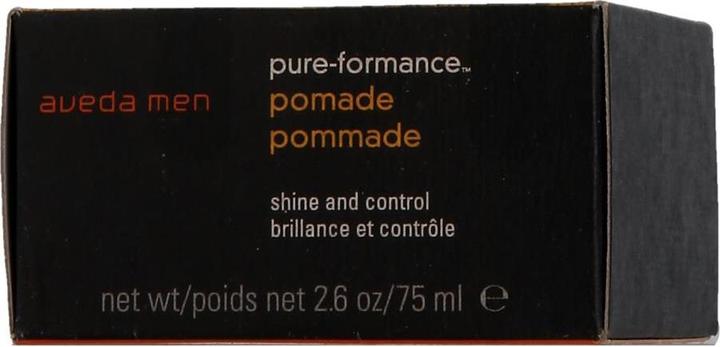 aveda men
pure-formance™
pomade
pommade
shine and control
brillance et contrôle
net wt/poids net 2.6 oz/75 ml ℮